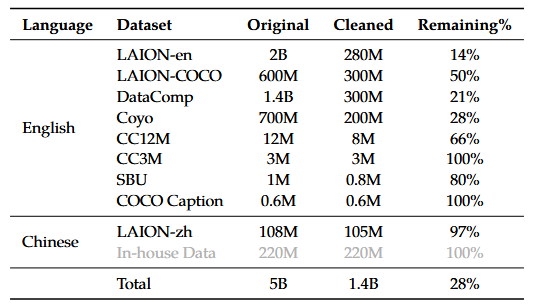 Language Dataset Original Cleaned Remaining%
English
LAION-en 2B 280M 14%
LAION-COCO 600M 300M 50%
DataComp 1.4B 300M 21%
Coyo 700M 200M 28%
CC12M 12M 8M 66%
CC3M 3M 3M 100%
SBU 1M 0.8M 80%
COCO Caption 0.6M 0.6M 100%
Chinese
LAION-zh 108M 105M 97%
In-house Data 220M 220M 100%
Total 5B 1.4B 28%